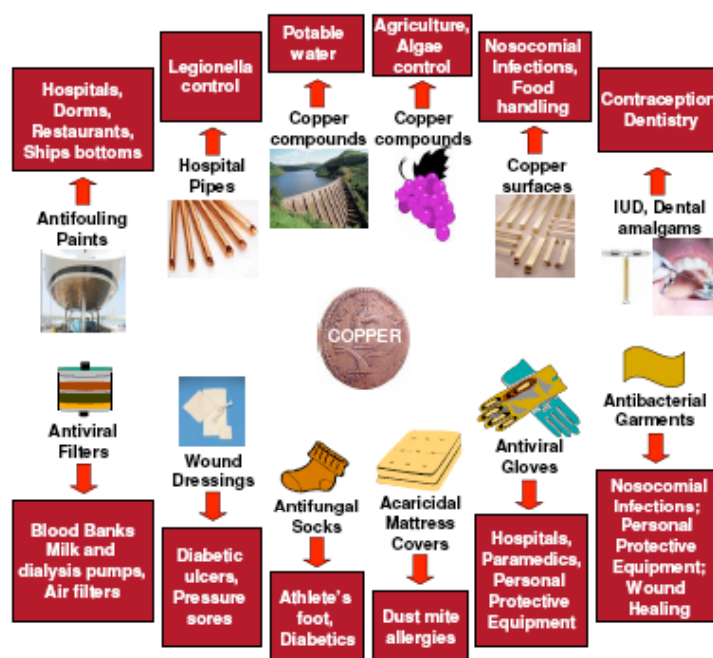 Hospitals,
Dorms,
Restaurants,
Ships bottoms
Antifouling
Paints
Legionella
control
Hospital
Pipes
Potable
water
Copper
compounds
Agriculture,
Algae
control
Copper
compounds
Nosocomial
Infections,
Food
handling
Copper
surfaces
Contraception
Dentistry
IUD, Dental
amalgams
COPPER
Antiviral
Filters
Blood Banks
Milk and
dialysis pumps,
Air filters
Wound
Dressings
Diabetic
ulcers,
Pressure
sores
Antifungal
Socks
Athlete's
foot,
Diabetics
Acaricidal
Mattress
Covers
Dust mite
allergies
Antiviral
Gloves
Hospitals,
Paramedics,
Personal
Protective
Equipment
Antibacterial
Garments
Nosocomial
Infections;
Personal
Protective
Equipment;
Wound
Healing